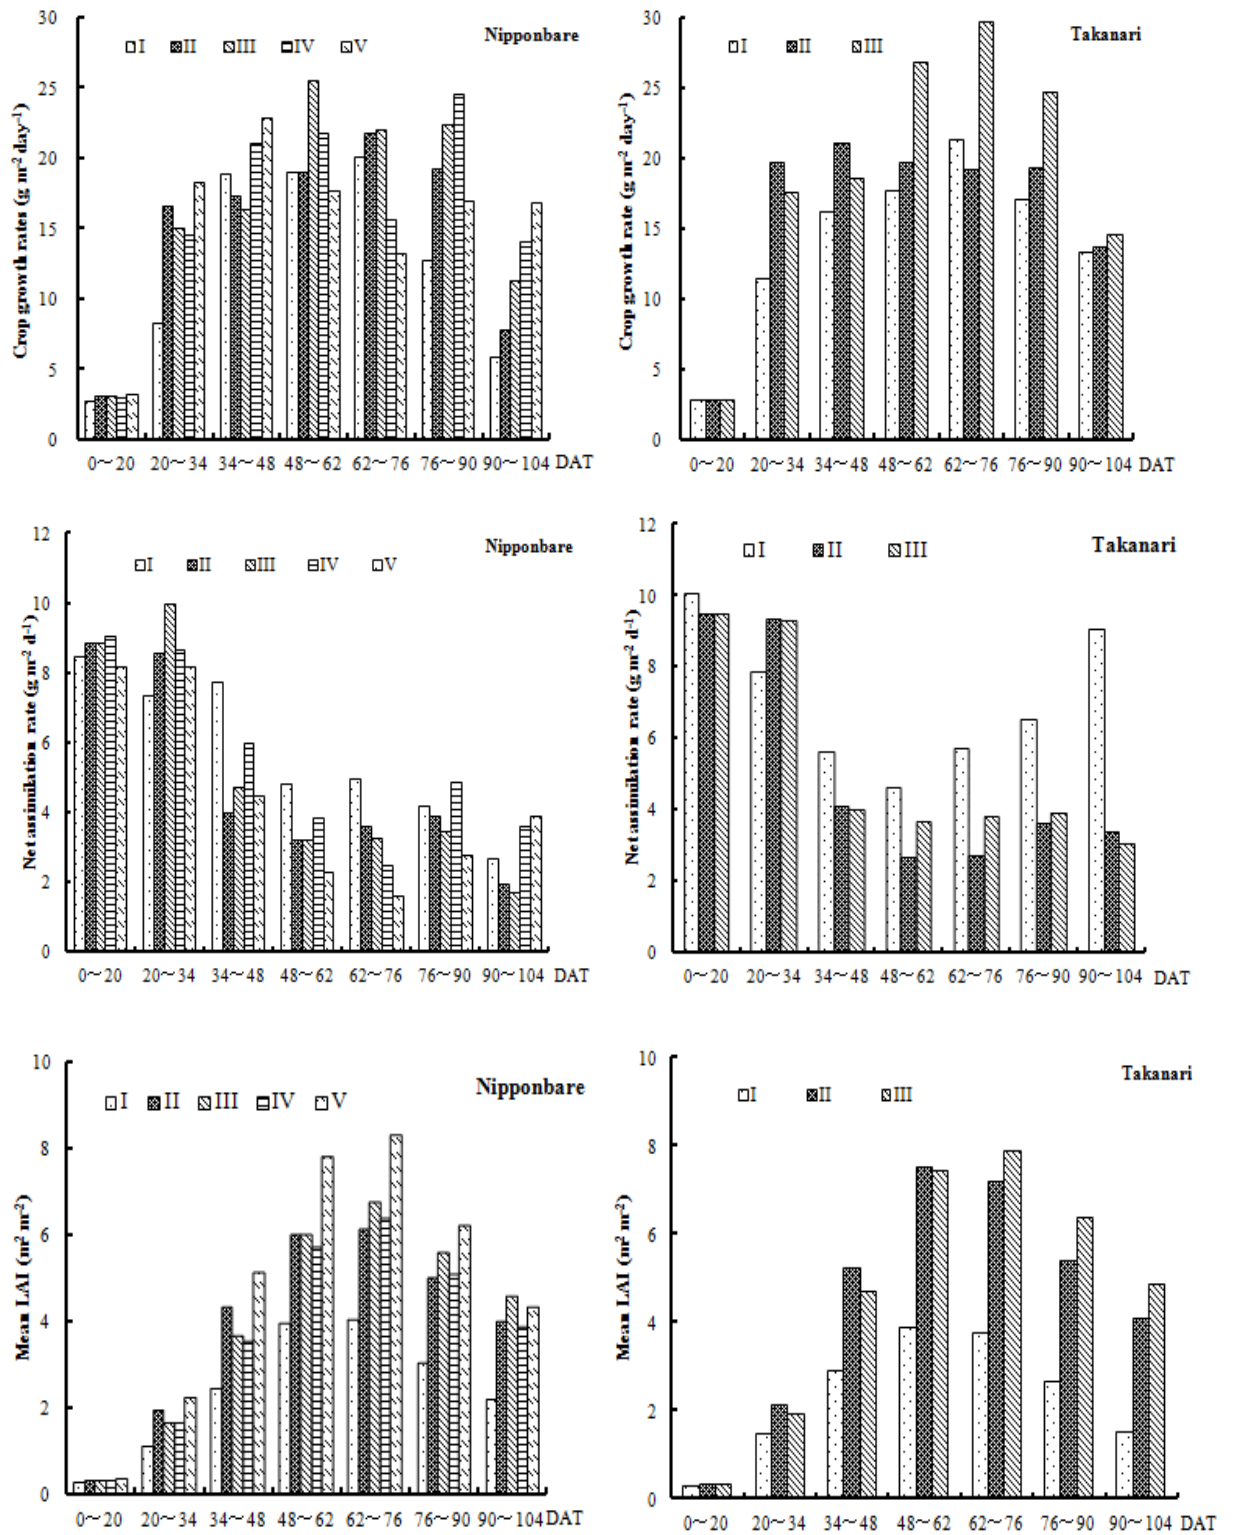 Nipponbare
I II III IV V
Crop growth rates (g m-2 day-1)
30
25
20
15
10
5
0
0～20 20～34 34～48 48～62 62～76 76～90 90～104 DAT
Takanari
I II III
Crop growth rate (g m-2 day-1)
30
25
20
15
10
5
0
0～20 20～34 34～48 48～62 62～76 76～90 90～104 DAT
Nipponbare
I II III IV V
Net assimilation rate (g m-2 d-1)
12
10
8
6
4
2
0
0～20 20～34 34～48 48～62 62～76 76～90 90～104 DAT
Takanari
I II III
Net assimilation rate (g m-2 d-1)
12
10
8
6
4
2
0
0～20 20～34 34～48 48～62 62～76 76～90 90～104 DAT
Nipponbare
I II III IV V
Mean LAI (m2 m-2)
10
8
6
4
2
0
0～20 20～34 34～48 48～62 62～76 76～90 90～104 DAT
Takanari
I II III
Mean LAI (m2 m-2)
10
8
6
4
2
0
0～20 20～34 34～48 48～62 62～76 76～90 90～104 DAT